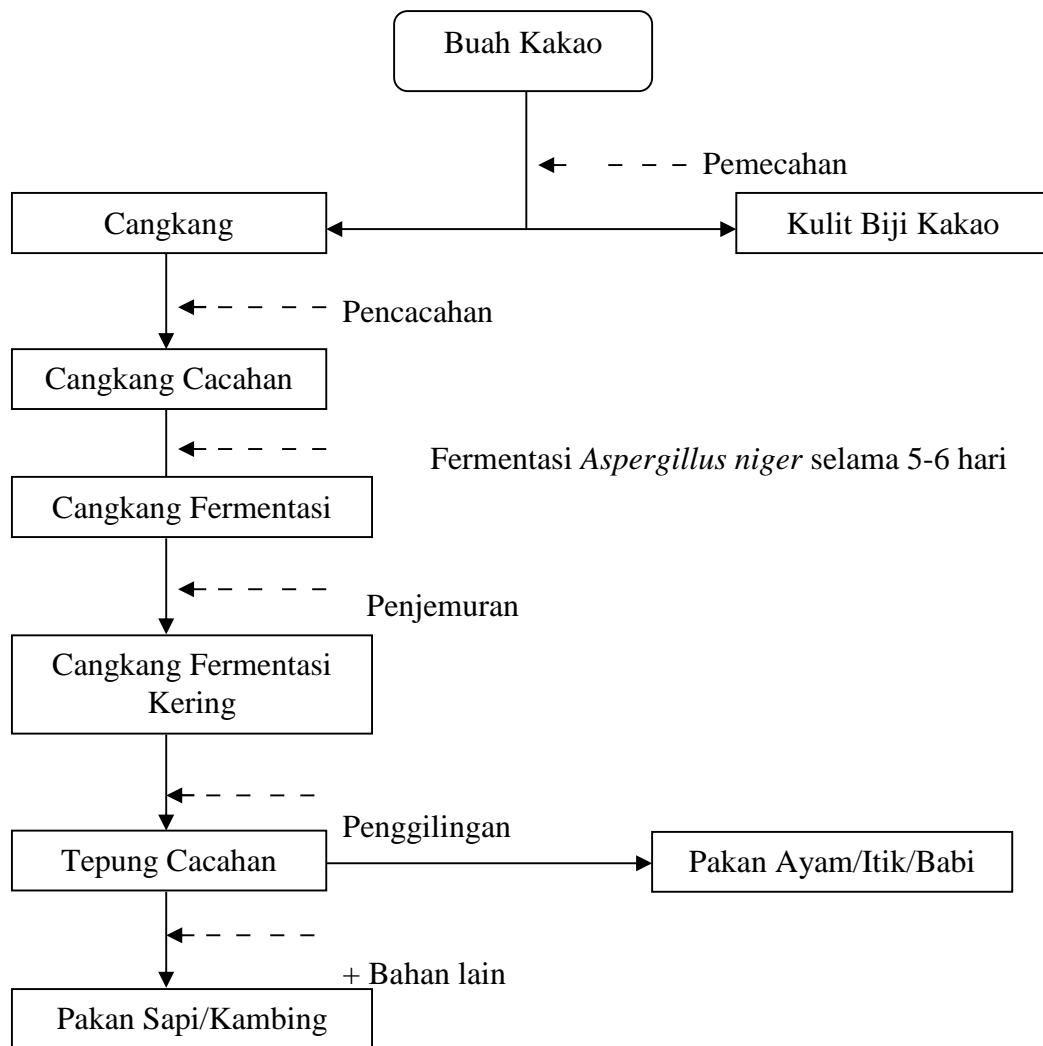 Buah Kakao
Pemecahan
Cangkang
Kulit Biji Kakao
Pencacahan
Cangkang Cacahan
Fermentasi Aspergillus niger selama 5-6 hari
Cangkang Fermentasi
Penjemuran
Cangkang Fermentasi
Kering
Penggilingan
Tepung Cacahan
Pakan Ayam/Itik/Babi
+ Bahan lain
Pakan Sapi/Kambing